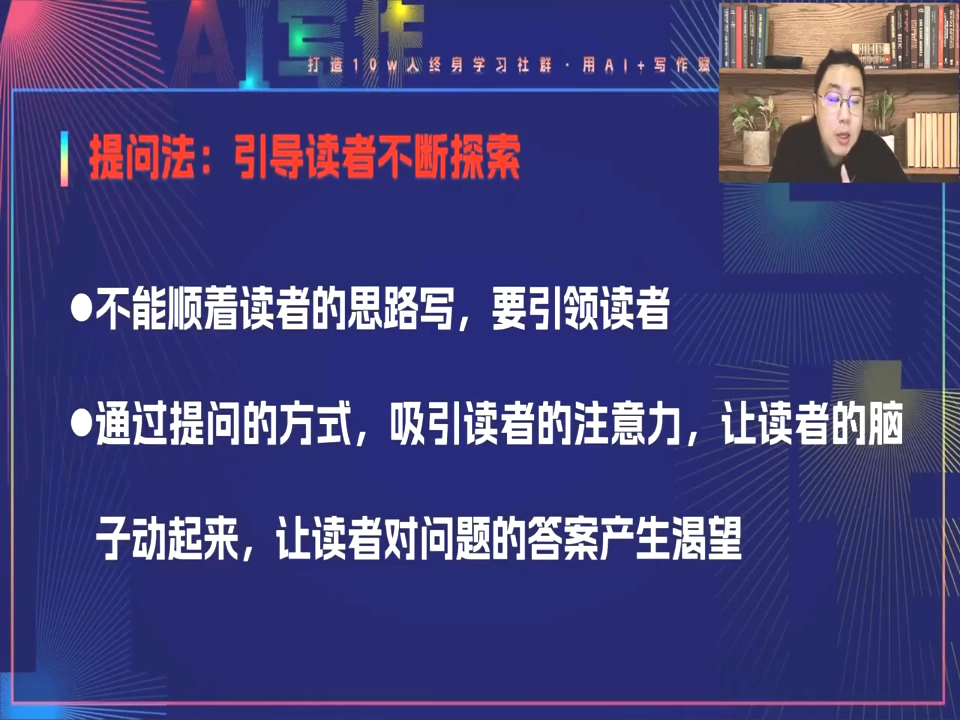 AI写作
打造10w人终身学习社群·用AI+写作赋
提问法：引导读者不断探索
●不能顺着读者的思路写，要引领读者
●通过提问的方式，吸引读者的注意力，让读者的脑
子动起来，让读者对问题的答案产生渴望